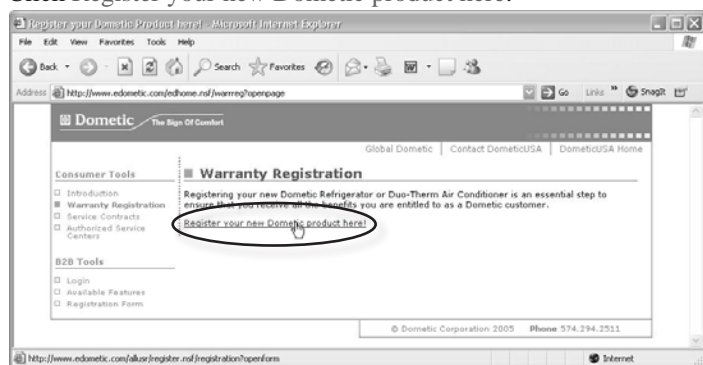 Click Register your new Dometic product here.
Register your Dometic Product here! - Microsoft Internet Explorer
File Edit View Favorites Tools Help
Back Search Favorites
Address http://www.edometic.com/edhome.nsf/warrreg?openpage Go Links » SnagIt
Dometic The Sign Of Comfort
Global Dometic Contact DometicUSA DometicUSA Home
Consumer Tools
Introduction
Warranty Registration
Service Contracts
Authorized Service
Centers
B2B Tools
Login
Available Features
Registration Form
Warranty Registration
Registering your new Dometic Refrigerator or Duo-Therm Air Conditioner is an essential step to
ensure that you receive all the benefits you are entitled to as a Dometic customer.
Register your new Dometic product here!
© Dometic Corporation 2005 Phone 574.294.2511
http://www.edometic.com/allusr/register.nsf/registration?openform Internet